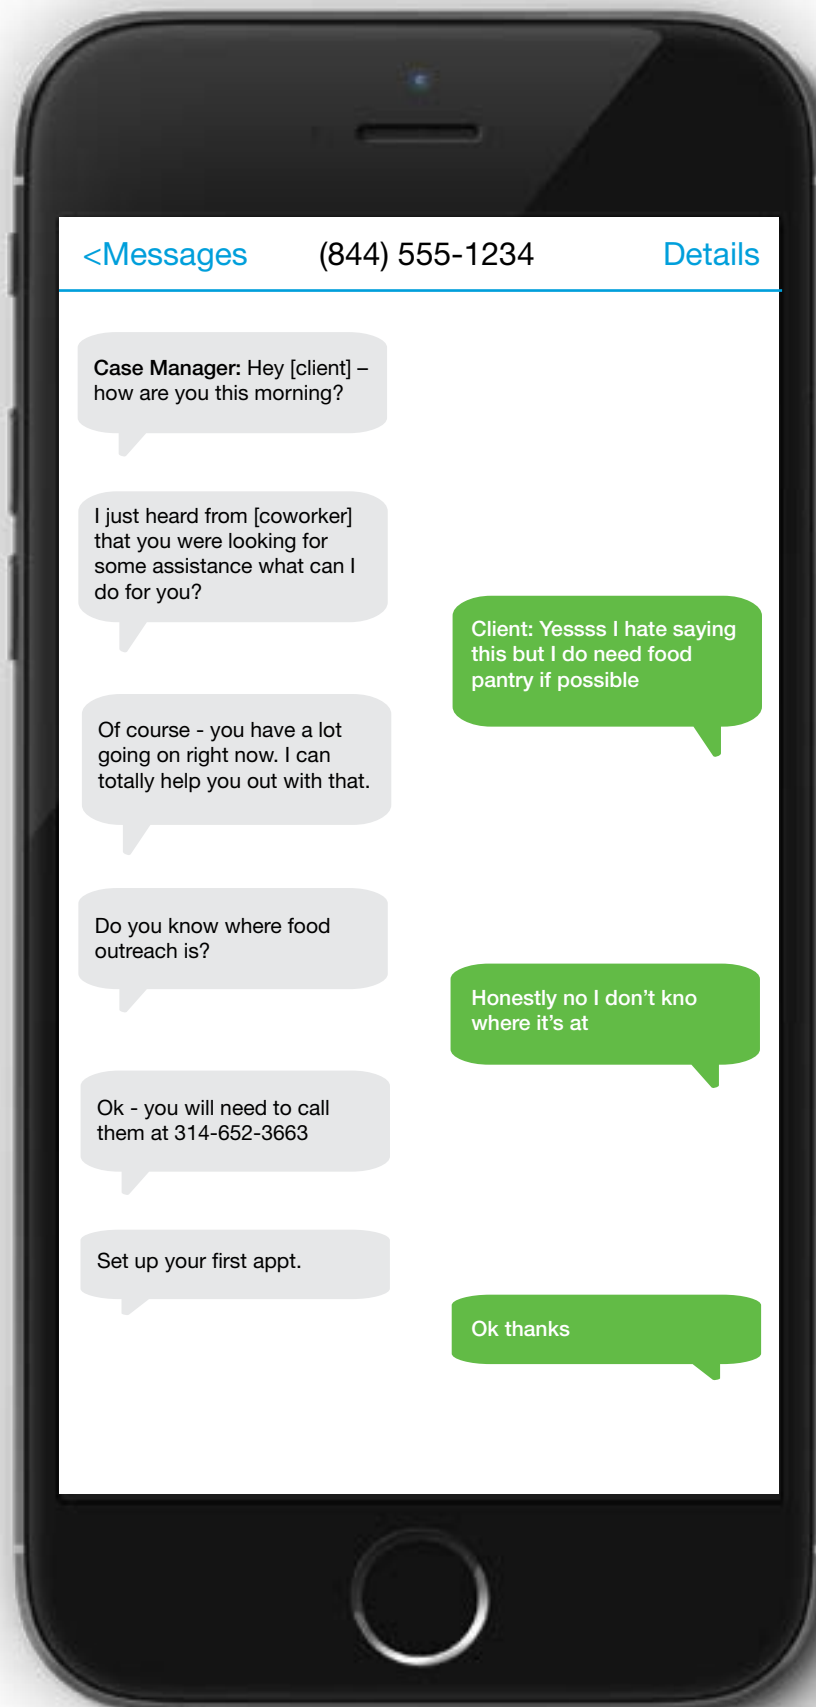 <Messages (844) 555-1234 Details
Case Manager: Hey [client] –
how are you this morning?
I just heard from [coworker]
that you were looking for
some assistance what can I
do for you?
Client: Yessss I hate saying
this but I do need food
pantry if possible
Of course - you have a lot
going on right now. I can
totally help you out with that.
Do you know where food
outreach is?
Honestly no I don’t kno
where it’s at
Ok - you will need to call
them at 314-652-3663
Set up your first appt.
Ok thanks